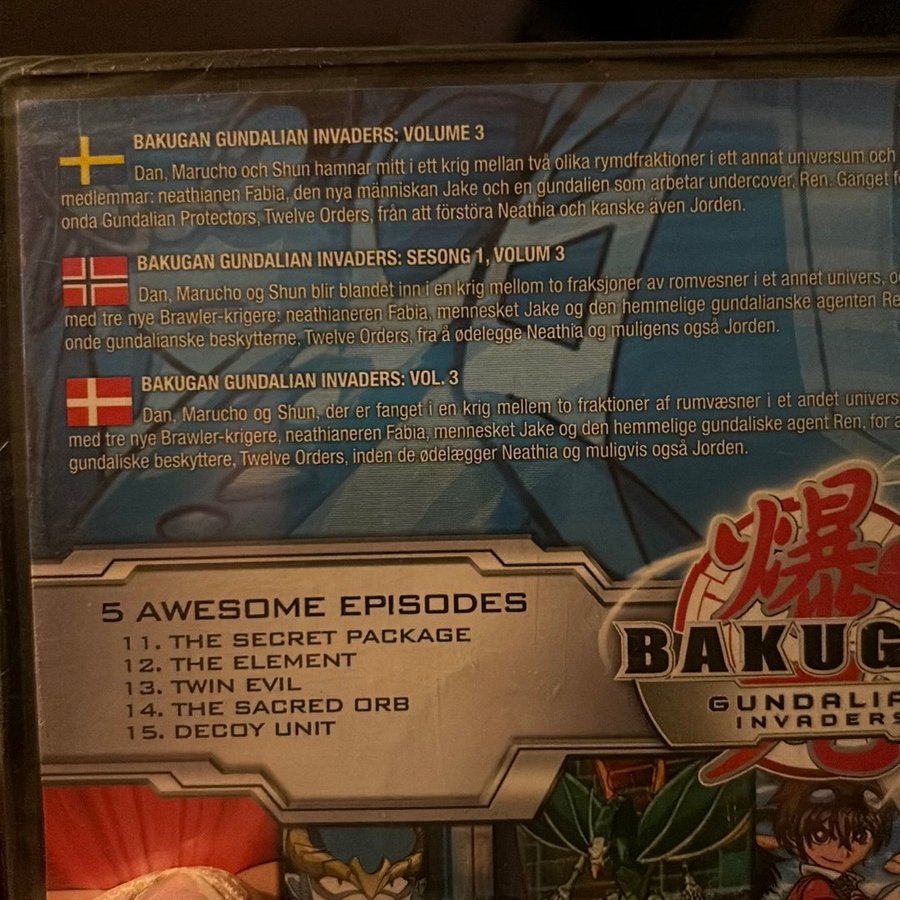 BAKUGAN GUNDALIAN INVADERS: VOLUME 3
Dan, Marucho och Shun hamnar mitt i ett krig mellan två olika rymdfraktioner i ett annat universum och
medlemmar: neathianen Fabia, den nya människan Jake och en gundalien som arbetar undercover, Ren. Ganget
onda Gundalian Protectors, Twelve Orders, från att förstöra Neathia och kanske även Jorden.
BAKUGAN GUNDALIAN INVADERS: SESONG 1, VOLUM 3
Dan, Marucho og Shun blir blandet inn i en krig mellom to fraksjoner av romvesner i et annet univers,
med tre nye Brawler-krigere: neathianeren Fabia, mennesket Jake og den hemmelige gundalianske agenten
onde gundalianske beskytterne, Twelve Orders, fra å ødelegge Neathia og muligens også Jorden.
BAKUGAN GUNDALIAN INVADERS: VOL. 3
Dan, Marucho og Shun, der er fanget i en krig mellem to fraktioner af rumvæsner i et andet univers
med tre nye Brawler-krigere, neathianeren Fabia, mennesket Jake og den hemmelige gundaliske agent Ren, for
gundaliske beskyttere, Twelve Orders, inden de ødelægger Neathia og muligvis også Jorden.
5 AWESOME EPISODES
11. THE SECRET PACKAGE
12. THE ELEMENT
13. TWIN EVIL
14. THE SACRED ORB
15. DECOY UNIT
爆
BAKUG
GUNDALIA
INVADERS